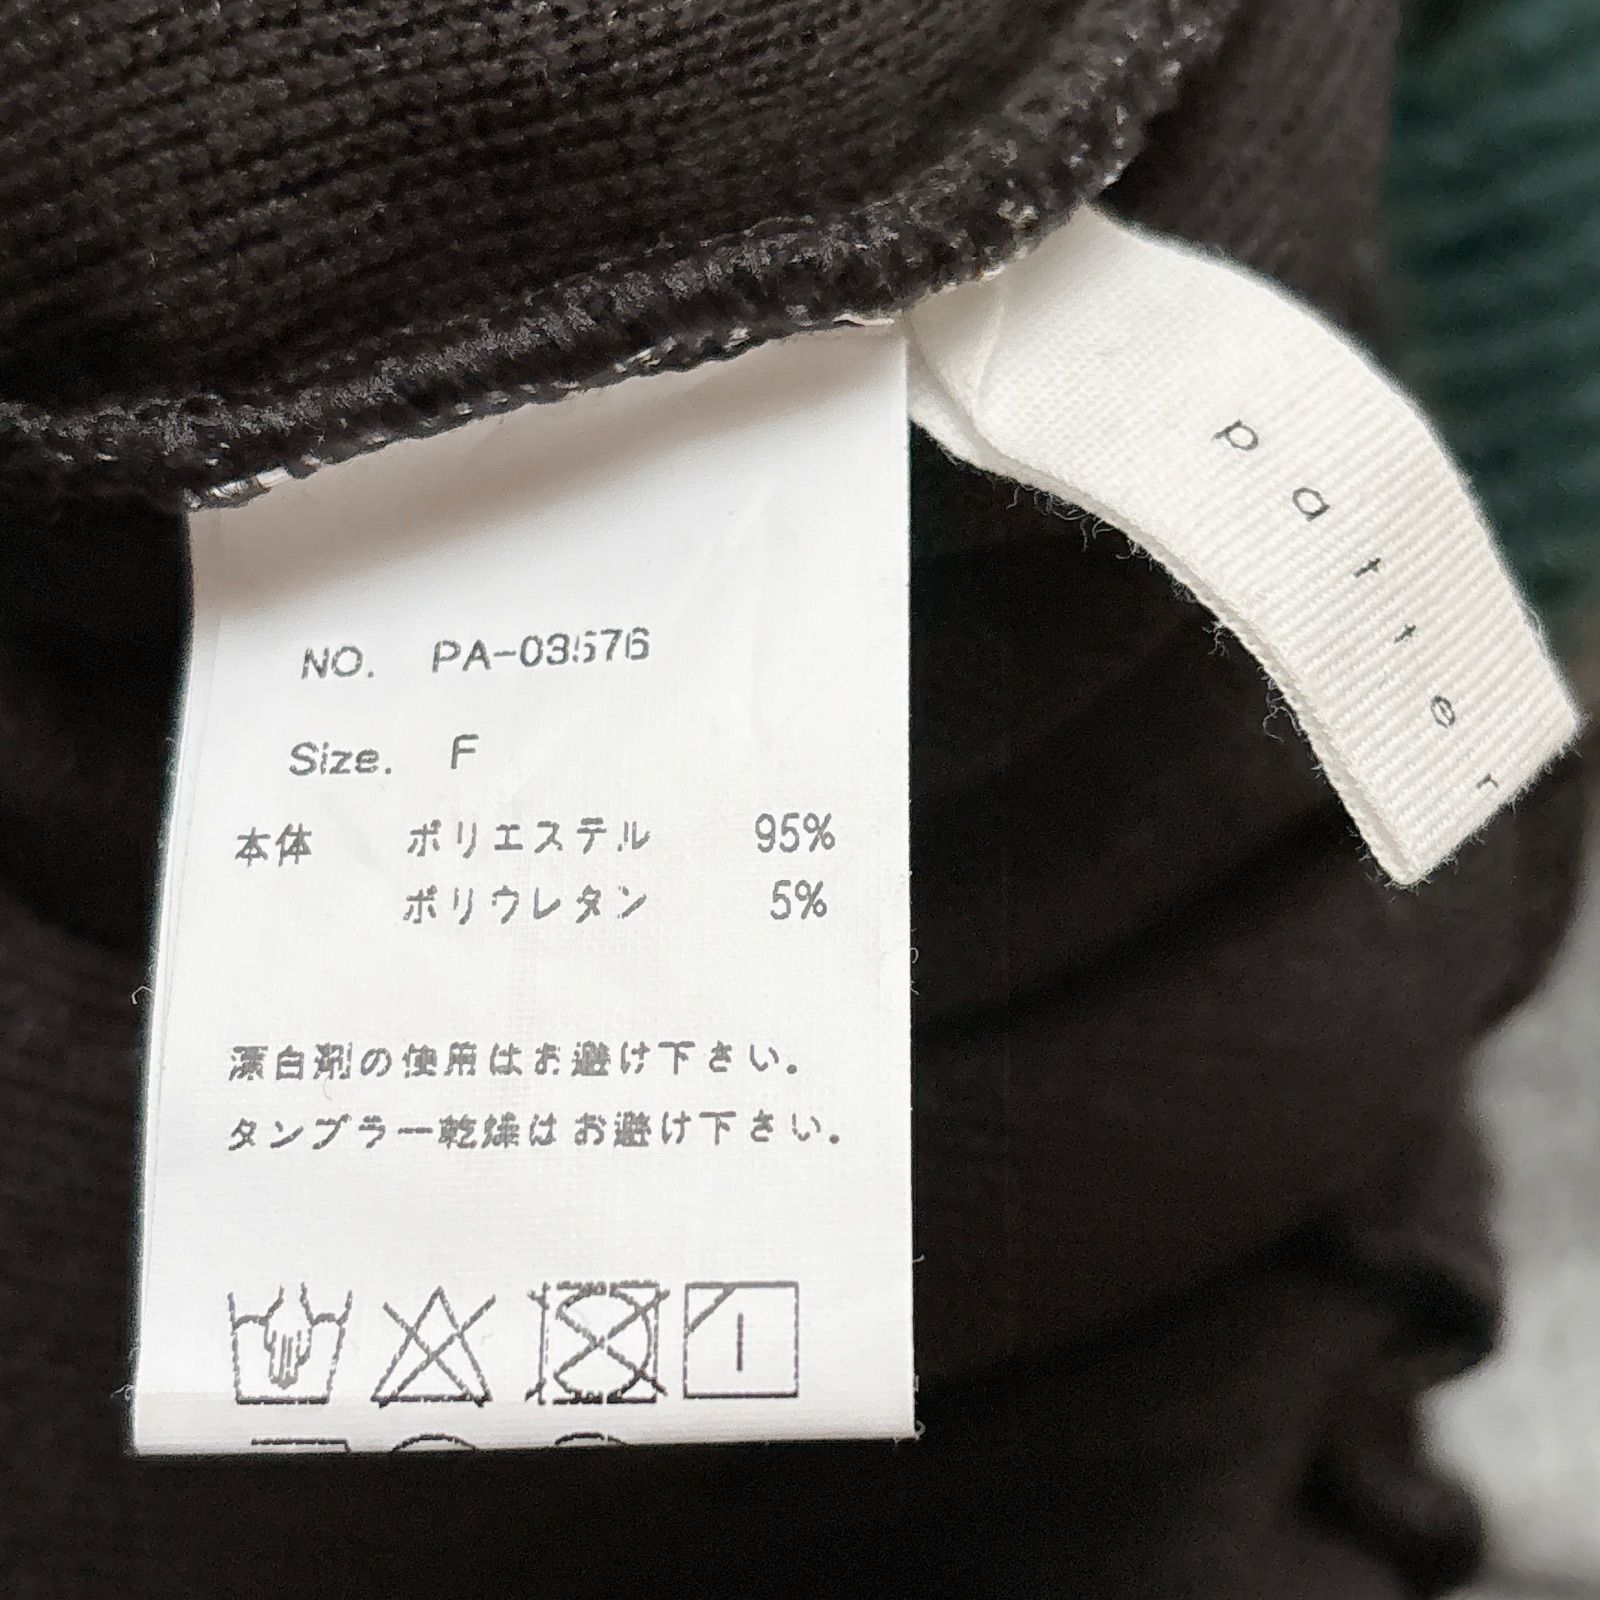 NO. PA-03576
Size. F
本体 ポリエステル 95%
ポリウレタン 5%
漂白剤の使用はお避け下さい。
タンブラー乾燥はお避け下さい。
patter